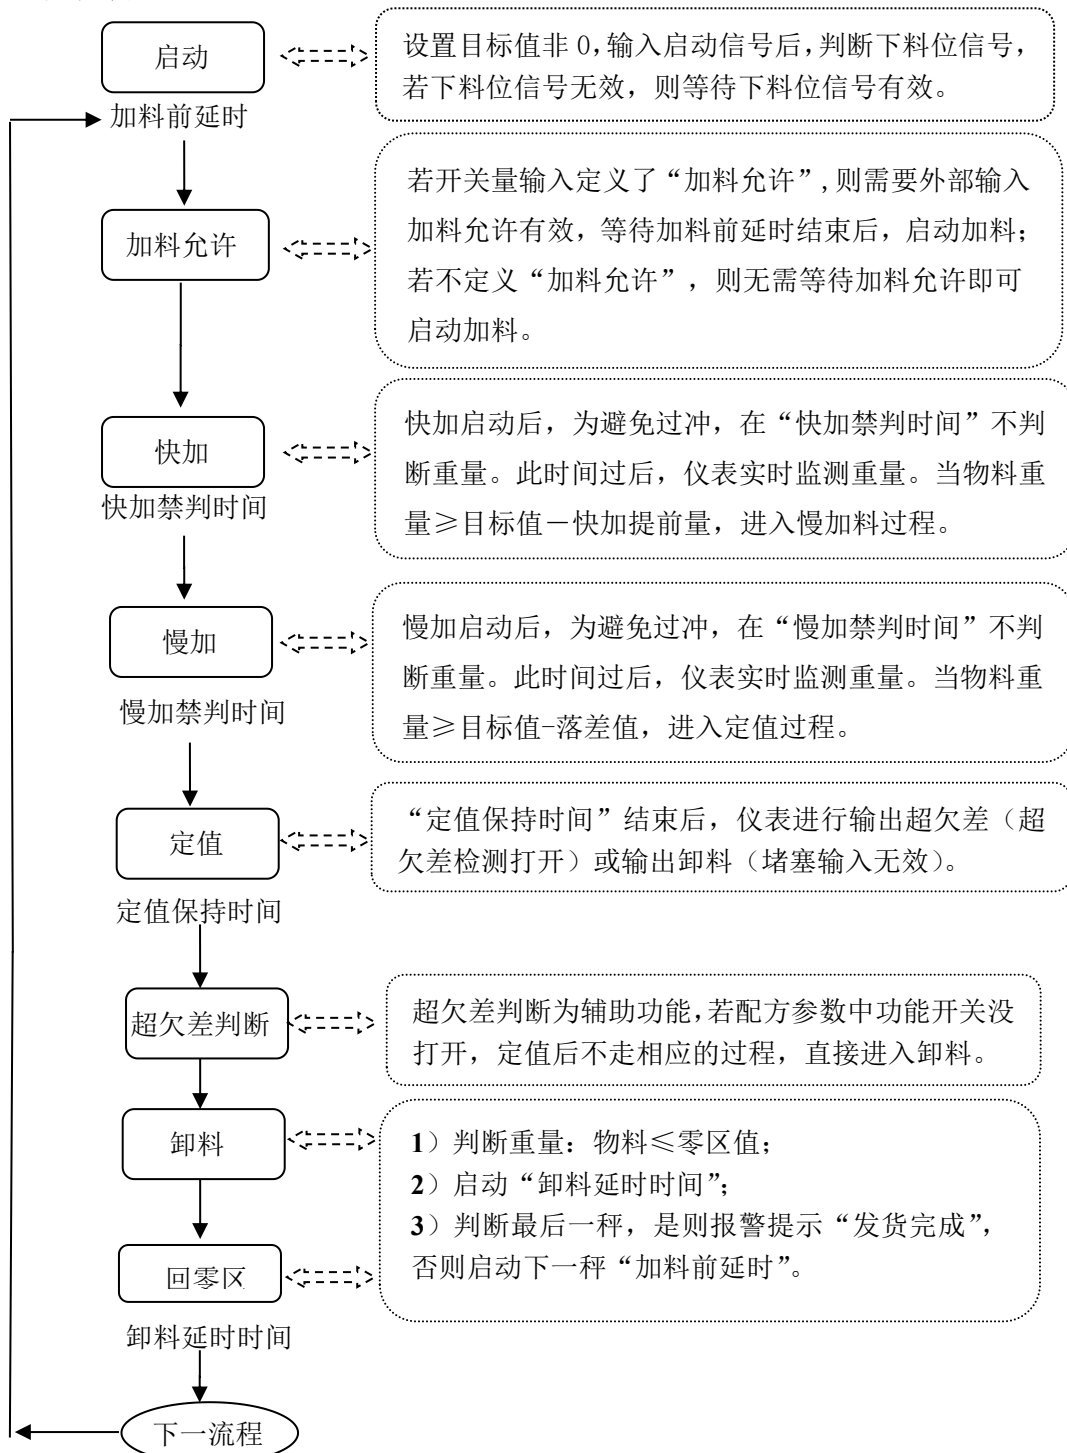 启动
设置目标值非 0,输入启动信号后,判断下料位信号,
若下料位信号无效，则等待下料位信号有效。
加料前延时
加料允许
若开关量输入定义了“加料允许”,则需要外部输入
加料允许有效，等待加料前延时结束后，启动加料；
若不定义“加料允许”，则无需等待加料允许即可
启动加料。
快加
快加禁判时间
快加启动后，为避免过冲，在“快加禁判时间”不判
断重量。此时间过后，仪表实时监测重量。当物料重
量≥目标值－快加提前量，进入慢加料过程。
慢加
慢加禁判时间
慢加启动后，为避免过冲，在“慢加禁判时间”不判
断重量。此时间过后，仪表实时监测重量。当物料重
量≥目标值-落差值，进入定值过程。
定值
定值保持时间
“定值保持时间”结束后，仪表进行输出超欠差（超
欠差检测打开）或输出卸料（堵塞输入无效）。
超欠差判断
超欠差判断为辅助功能,若配方参数中功能开关没
打开，定值后不走相应的过程，直接进入卸料。
卸料
1）判断重量：物料≤零区值；
2）启动“卸料延时时间”；
3）判断最后一秤，是则报警提示“发货完成”，
否则启动下一秤“加料前延时”。
回零区
卸料延时时间
下一流程